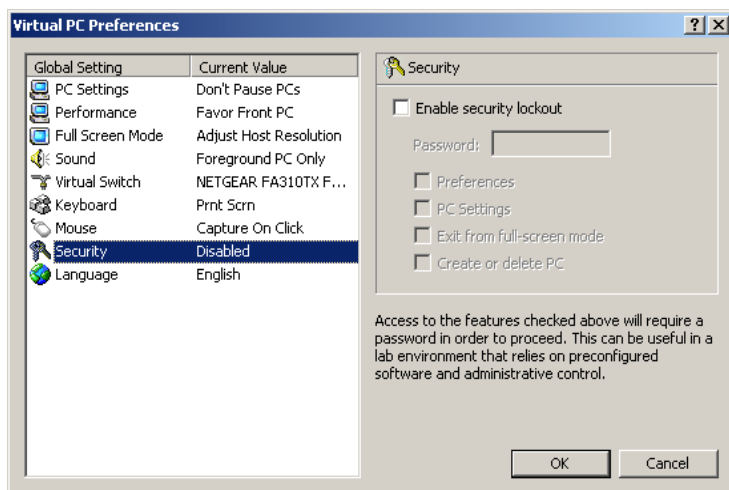 Virtual PC Preferences
Global Setting Current Value
PC Settings Don't Pause PCs
Performance Favor Front PC
Full Screen Mode Adjust Host Resolution
Sound Foreground PC Only
Virtual Switch NETGEAR FA310TX F...
Keyboard Prnt Scrn
Mouse Capture On Click
Security Disabled
Language English
Security
Enable security lockout
Password:
Preferences
PC Settings
Exit from full-screen mode
Create or delete PC
Access to the features checked above will require a
password in order to proceed. This can be useful in a
lab environment that relies on preconfigured
software and administrative control.
OK Cancel